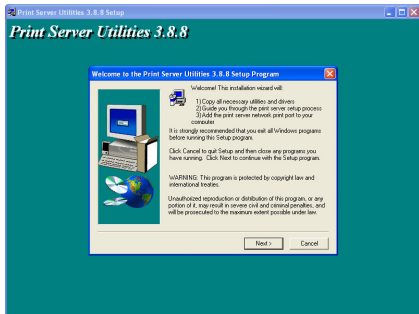 Print Server Utilities 3.8.8 Setup
Print Server Utilities 3.8.8
Welcome to the Print Server Utilities 3.8.8 Setup Program
Welcome! This installation wizard will:
1) Copy all necessary utilities and drivers
2) Guide you through the print server setup process
3) Add the print server network print port to your
computer
It is strongly recommended that you exit all Windows programs
before running this Setup program.
Click Cancel to quit Setup and then close any programs you
have running. Click Next to continue with the Setup program.
WARNING: This program is protected by copyright law and
international treaties.
Unauthorized reproduction or distribution of this program, or any
portion of it, may result in severe civil and criminal penalties, and
will be prosecuted to the maximum extent possible under law.
Next >
Cancel